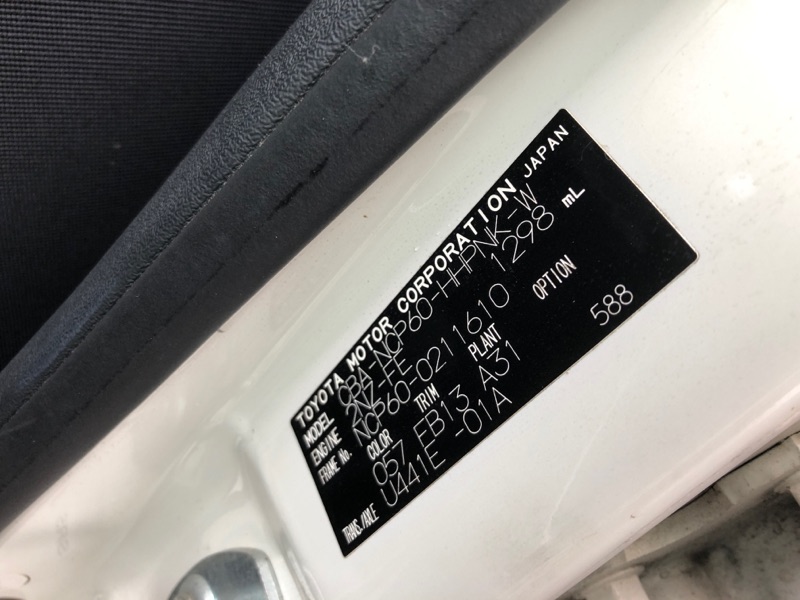 TOYOTA MOTOR CORPORATION JAPAN
MODEL CBA-NCP60-HHPNK-W
ENGINE 2NZ-FE 1298 mL
FRAME No. NCP60-0211610
COLOR TRIM PLANT OPTION
057 FB13 A31
TRANS./AXLE U441E -01A 588